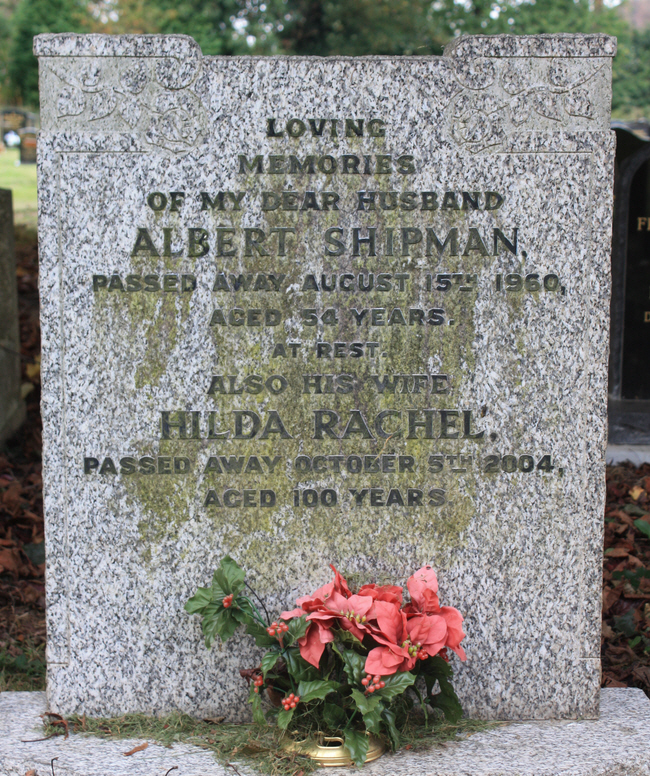 LOVING
MEMORIES
OF MY DEAR HUSBAND
ALBERT SHIPMAN,
PASSED AWAY AUGUST 15TH 1960,
AGED 54 YEARS.
AT REST.
ALSO HIS WIFE
HILDA RACHEL,
PASSED AWAY OCTOBER 5TH 2004,
AGED 100 YEARS